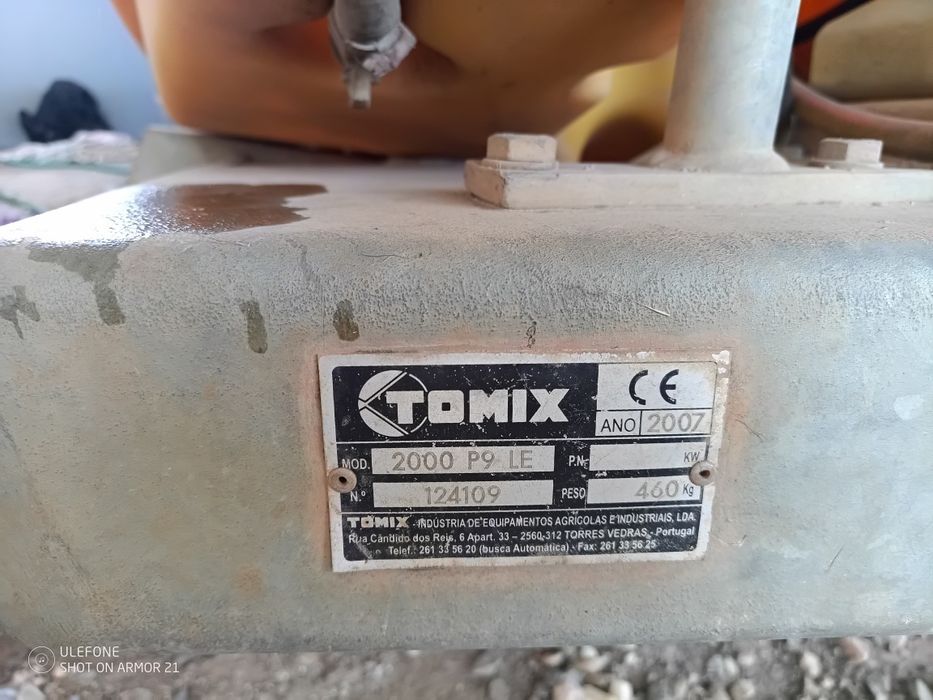 TOMIX
CE
ANO 2007
MOD. 2000 P9 LE P.N. KW
N.º 124109 PESO 460 Kg
TOMIX - INDÚSTRIA DE EQUIPAMENTOS AGRÍCOLAS E INDUSTRIAIS, LDA.
Rua Cândido dos Reis, 6 Apart. 33 – 2560-312 TORRES VEDRAS - Portugal
Telef.: 261 33 56 20 (busca Automática) - Fax: 261 33 56 25
ULEFONE
SHOT ON ARMOR 21